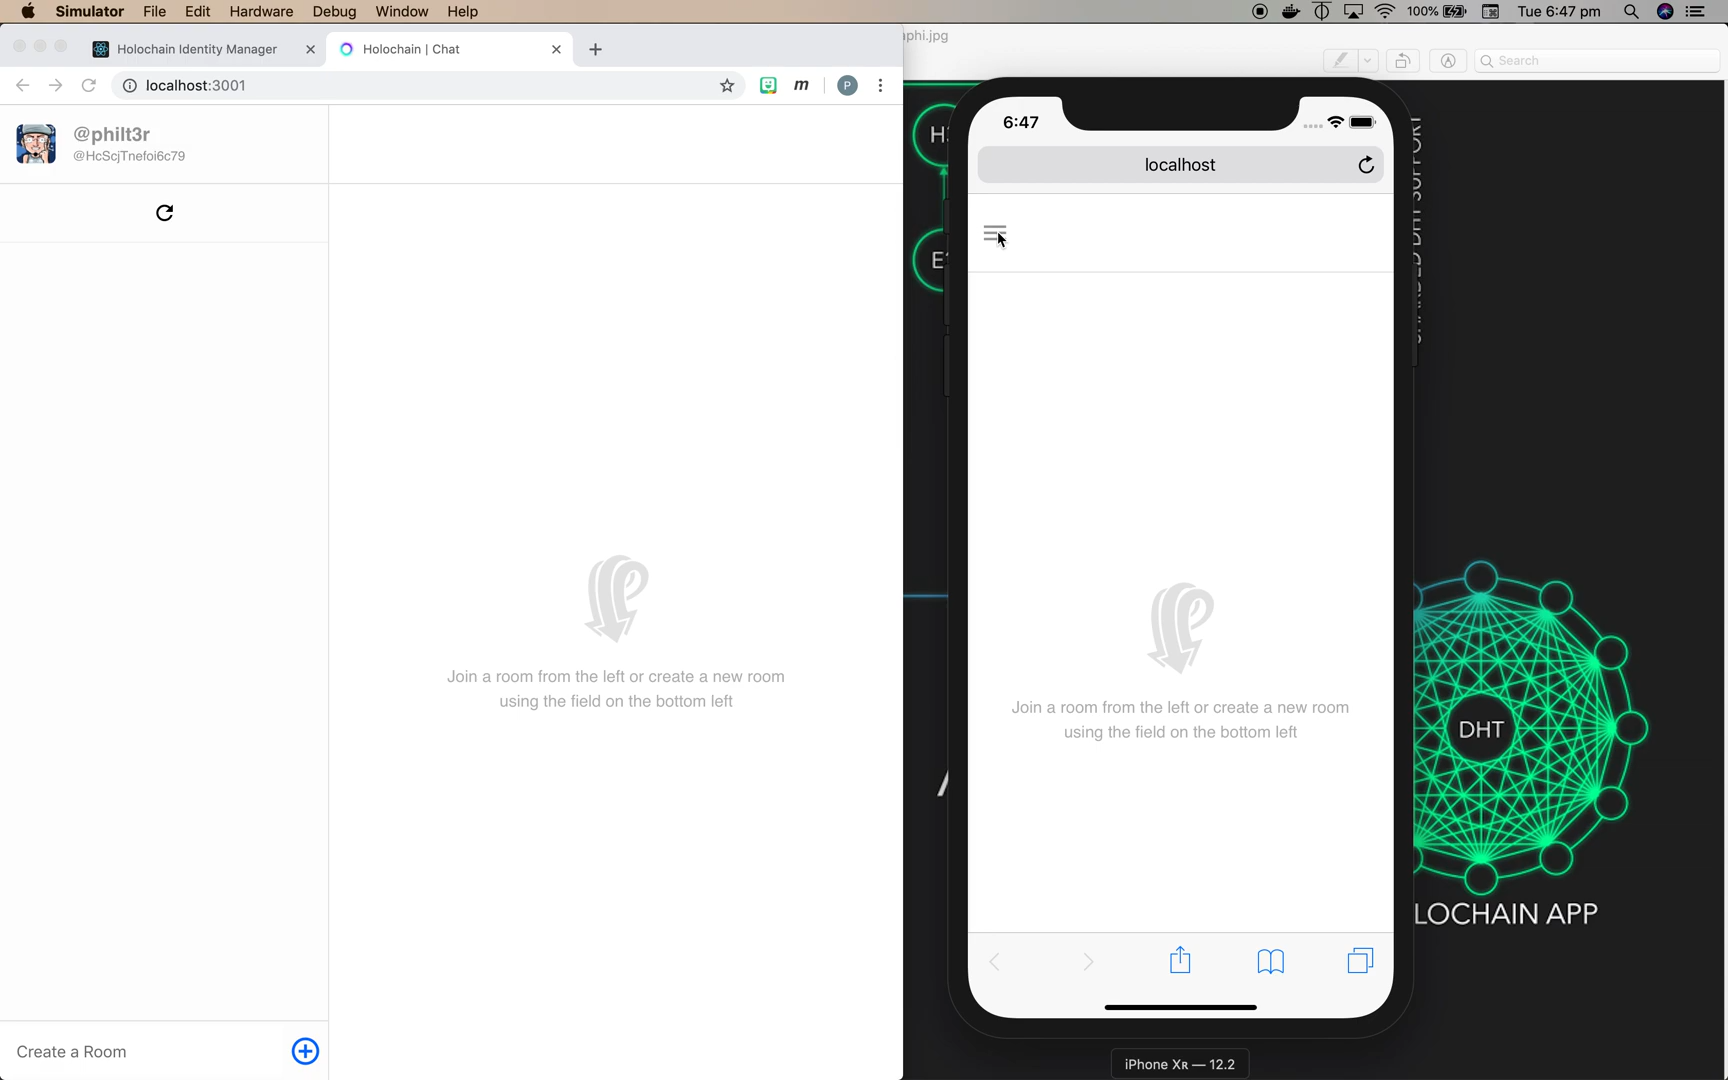 Simulator File Edit Hardware Debug Window Help 100% Tue 6:47 pm
Holochain Identity Manager
Holochain | Chat
localhost:3001
m
P
@philt3r
@HcScjTnefoi6c79
Join a room from the left or create a new room
using the field on the bottom left
Create a Room
aphi.jpg
Search
6:47
localhost
Join a room from the left or create a new room
using the field on the bottom left
iPhone XR — 12.2
DHT
LOCHAIN APP